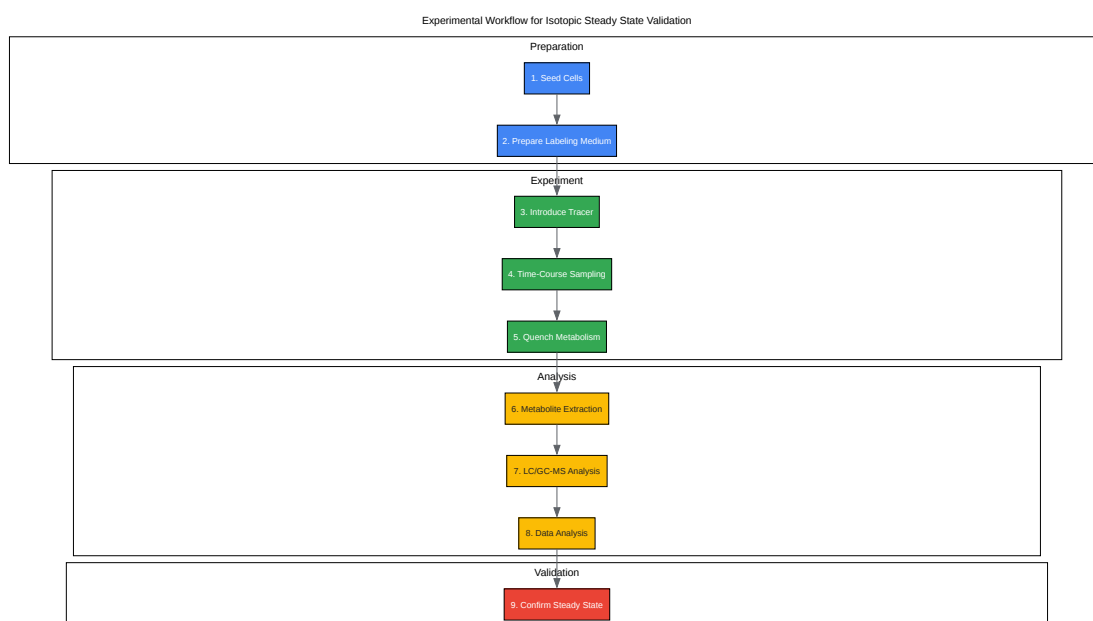 Experimental Workflow for Isotopic Steady State Validation
Preparation
1. Seed Cells
2. Prepare Labeling Medium
Experiment
3. Introduce Tracer
4. Time-Course Sampling
5. Quench Metabolism
Analysis
6. Metabolite Extraction
7. LC/GC-MS Analysis
8. Data Analysis
Validation
9. Confirm Steady State